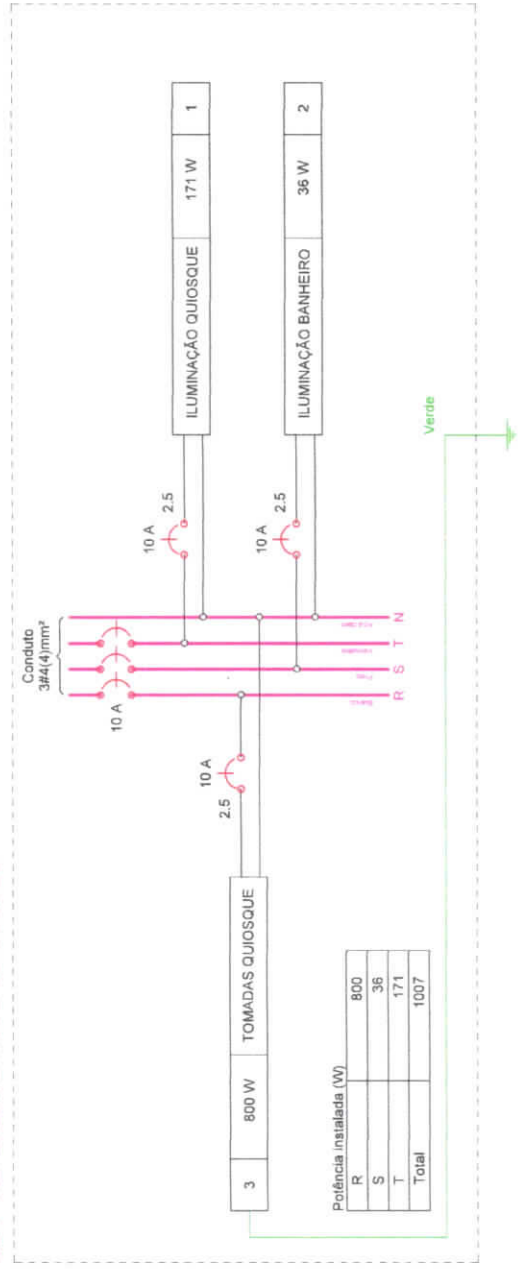 Conduto
3#4(4)mm²
10 A
10 A
2.5
ILUMINAÇÃO QUIOSQUE 171 W 1
10 A
2.5
ILUMINAÇÃO BANHEIRO 36 W 2
3 800 W TOMADAS QUIOSQUE
10 A
2.5
R S T N
Verde
Potência instalada (W)
R 800
S 36
T 171
Total 1007